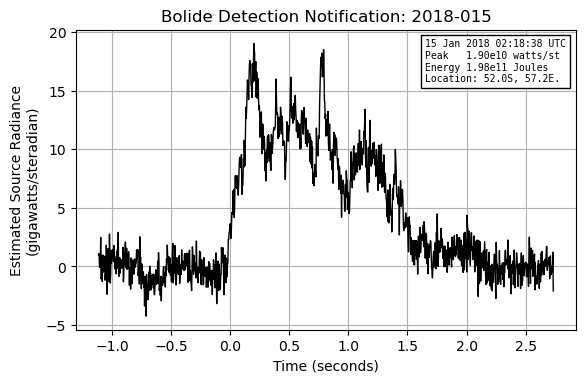 Bolide Detection Notification: 2018-015
15 Jan 2018 02:18:38 UTC
Peak   1.90e10 watts/st
Energy 1.98e11 Joules
Location: 52.0S, 57.2E.
Estimated Source Radiance
(gigawatts/steradian)
20
15
10
5
0
−5
−1.0 −0.5 0.0 0.5 1.0 1.5 2.0 2.5
Time (seconds)